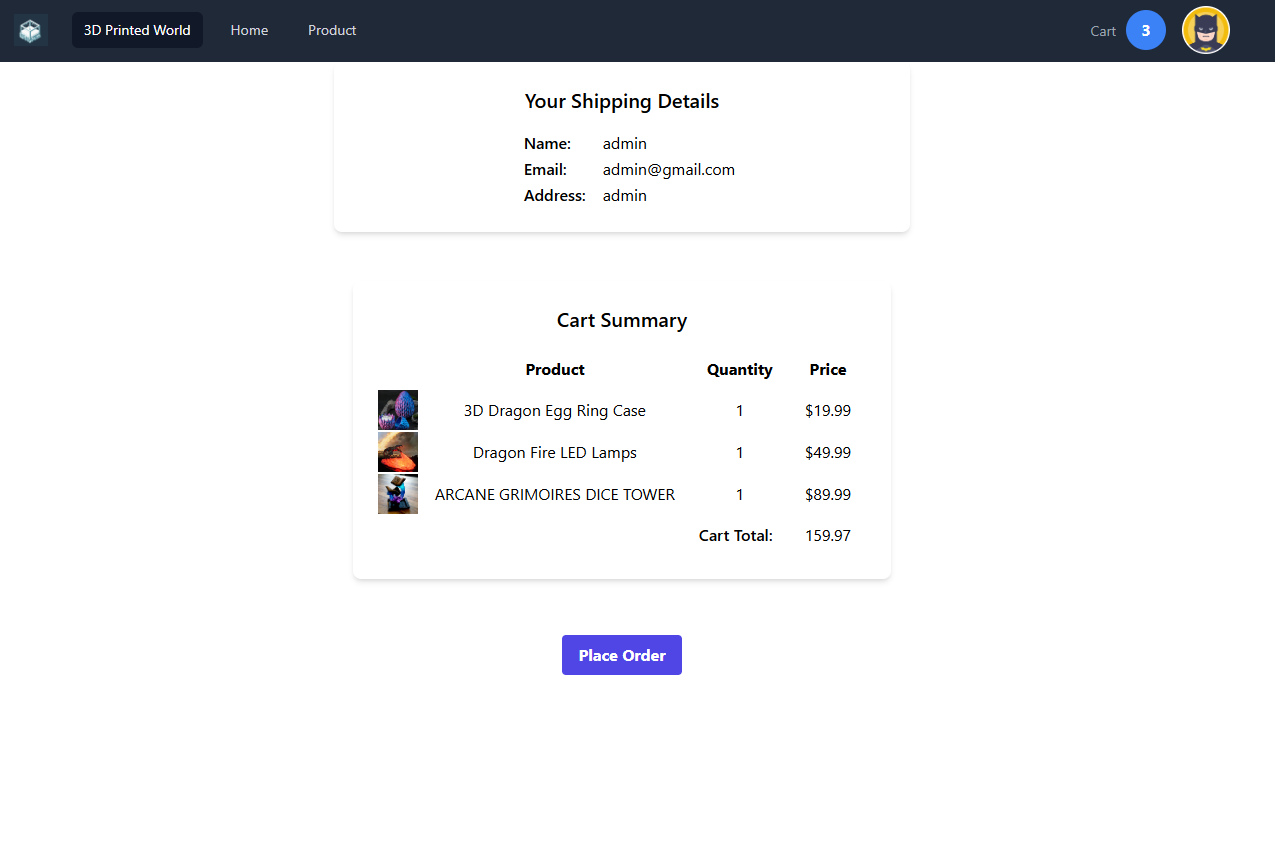 3D Printed World Home Product Cart 3
Your Shipping Details
Name: admin
Email: admin@gmail.com
Address: admin
Cart Summary
Product Quantity Price
3D Dragon Egg Ring Case 1 $19.99
Dragon Fire LED Lamps 1 $49.99
ARCANE GRIMOIRES DICE TOWER 1 $89.99
Cart Total: 159.97
Place Order